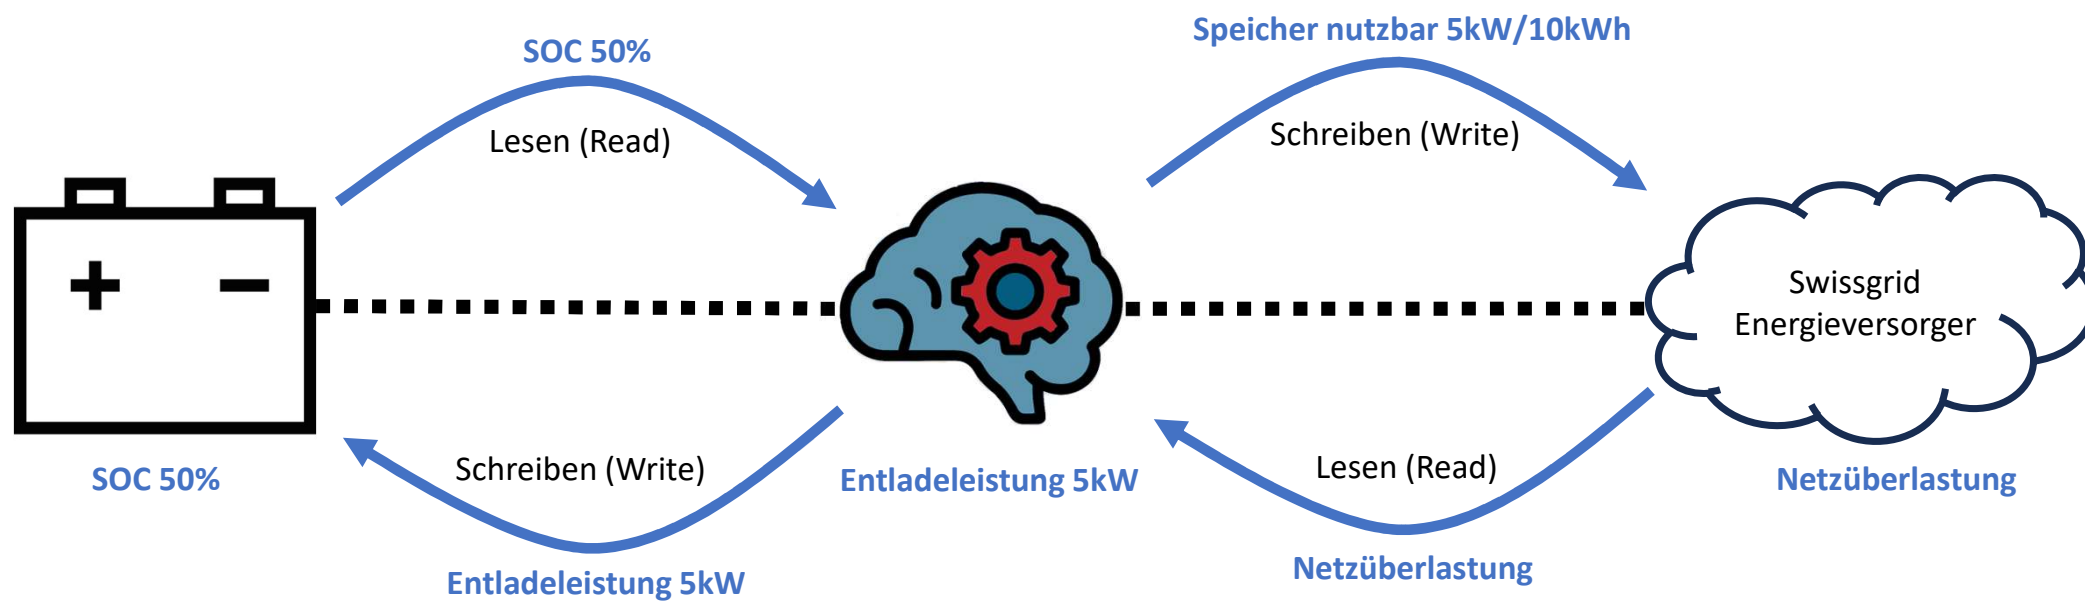 Speicher nutzbar 5kW/10kWh
SOC 50%
Lesen (Read)
Schreiben (Write)
+ −
Swissgrid
Energieversorger
SOC 50%
Schreiben (Write)
Entladeleistung 5kW
Lesen (Read)
Netzüberlastung
Entladeleistung 5kW
Netzüberlastung